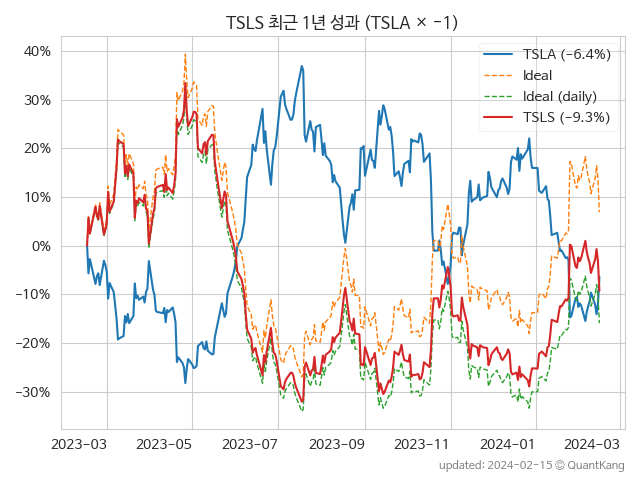 TSLS 최근 1년 성과 (TSLA × −1)
TSLA (−6.4%)
Ideal
Ideal (daily)
TSLS (−9.3%)
40%
30%
20%
10%
0%
−10%
−20%
−30%
2023-03 2023-05 2023-07 2023-09 2023-11 2024-01 2024-03
updated: 2024-02-15 © QuantKang